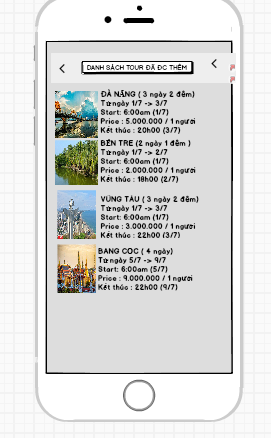 DANH SÁCH TOUR ĐÃ ĐC THÊM
ĐÀ NẴNG ( 3 ngày 2 đêm)
Từ ngày 1/7 -> 3/7
Start: 6:00am (1/7)
Price : 5.000.000 / 1 người
Kết thúc : 20h00 (3/7)
BẾN TRE (2 ngày 1 đêm )
Từ ngày 1/7 -> 2/7
Start: 6:00am (1/7)
Price : 2.000.000 / 1 người
Kết thúc : 18h00 (2/7)
VŨNG TÀU ( 3 ngày 2 đêm)
Từ ngày 1/7 -> 3/7
Start: 6:00am (1/7)
Price : 3.000.000 / 1 người
Kết thúc : 22h00 (3/7)
BANG COC ( 4 ngày)
Từ ngày 5/7 -> 9/7
Start: 6:00am (5/7)
Price : 9.000.000 / 1 người
Kết thúc : 22h00 (9/7)